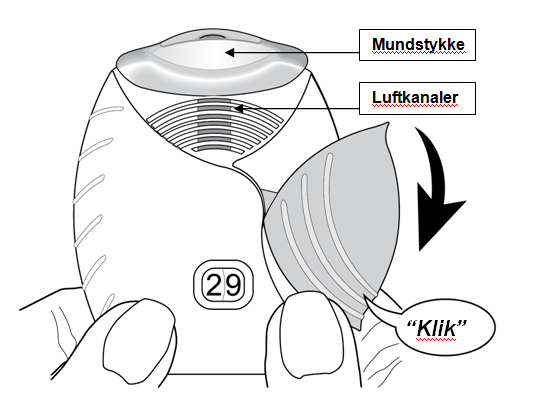 Mundstykke
Luftkanaler
29
“Klik”